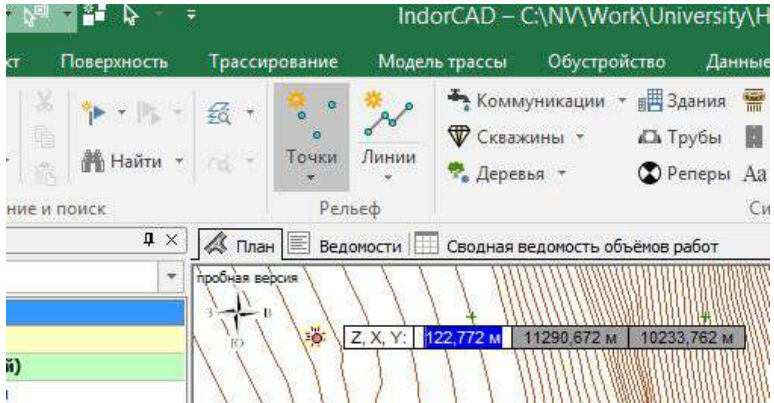 IndorCAD – C:\NV\Work\University\H
кт Поверхность Трассирование Модель трассы Обустройство Данные
Коммуникации Здания
Скважины Трубы
Найти Точки Линии Деревья Реперы Aa
ние и поиск Рельеф Си
План Ведомости Сводная ведомость объёмов работ
пробная версия
З В
Ю
Z, X, Y: 122,772 м 11290,672 м 10233,762 м
й)